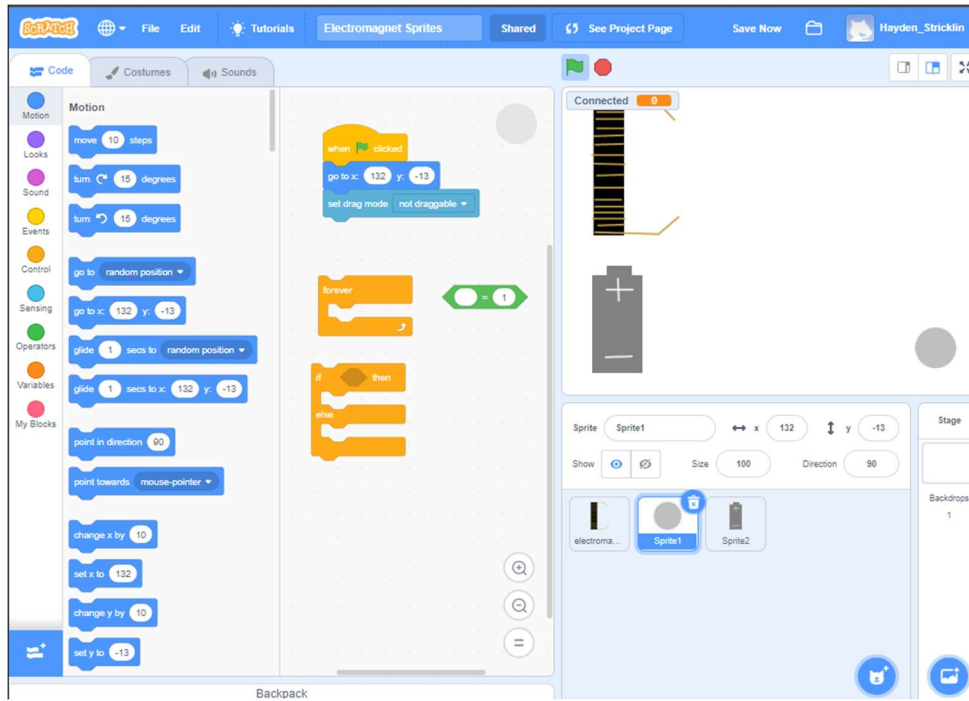 SCRATCH File Edit Tutorials Electromagnet Sprites Shared See Project Page Save Now Hayden_Stricklin
Code Costumes Sounds
Motion
Looks
Sound
Events
Control
Sensing
Operators
Variables
My Blocks
Motion
move 10 steps
turn 15 degrees
turn 15 degrees
go to random position
go to x: 132 y: -13
glide 1 secs to random position
glide 1 secs to x: 132 y: -13
point in direction 90
point towards mouse-pointer
change x by 10
set x to 132
change y by 10
set y to -13
when clicked
go to x: 132 y: -13
set drag mode not draggable
forever
= 1
if then
else
Backpack
Connected 0
+
Sprite Sprite1 x 132 y -13
Show Size 100 Direction 90
electroma... Sprite1 Sprite2
Stage
Backdrops
1